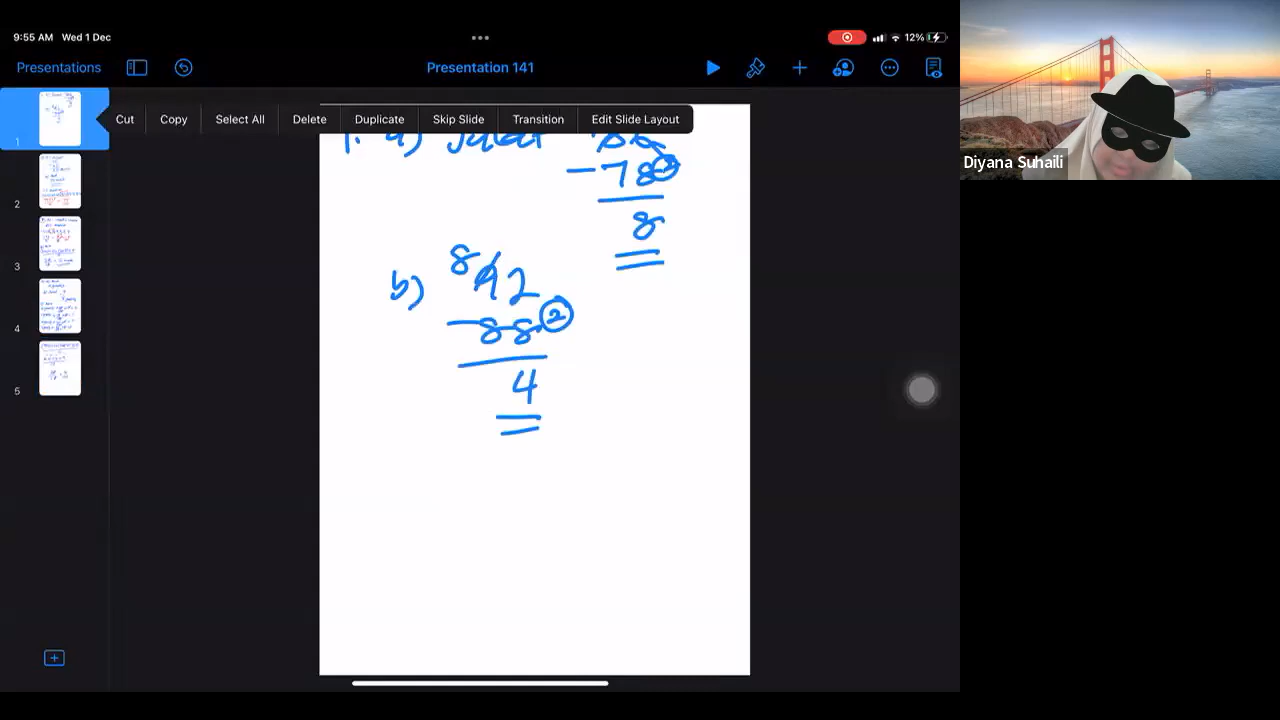 9:55 AM Wed 1 Dec
12%
Presentations
Presentation 141
Cut
Copy
Select All
Delete
Duplicate
Skip Slide
Transition
Edit Slide Layout
1
2
3
4
5
1. a)
- 78
8
b) 8 92
- 88 2
4
Diyana Suhaili